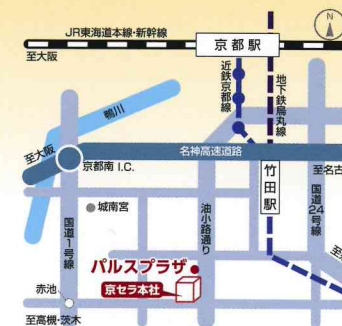 N
JR東海道本線・新幹線
京都駅
至大阪
近鉄京都線
地下鉄烏丸線
鴨川
至大阪
名神高速道路
京都南 I.C.
竹田駅
至名古
城南宮
国道1号線
油小路通り
国道24号線
パルスプラザ
京セラ本社
赤池
至高槻・茨木
至